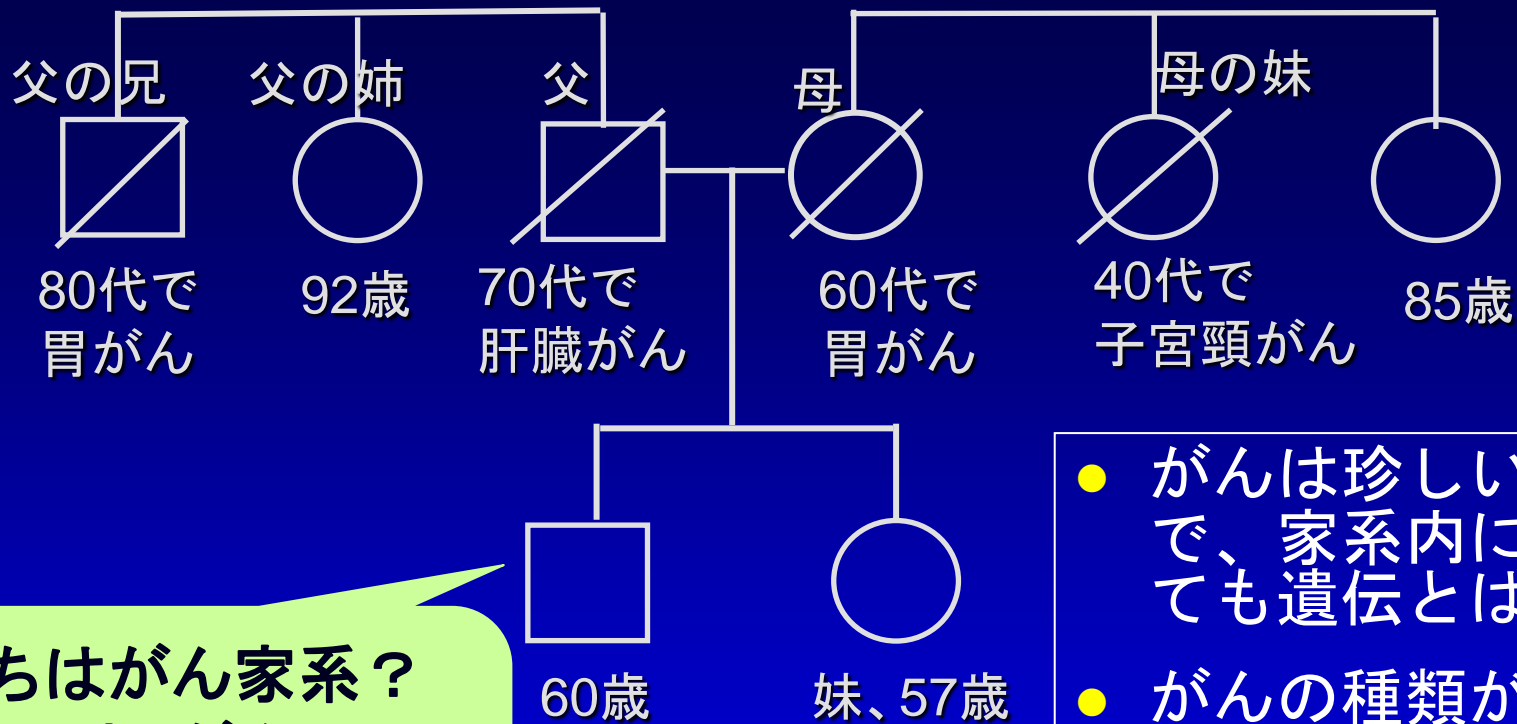 父の兄
父の姉
父
母
母の妹
80代で
胃がん
92歳
70代で
肝臓がん
60代で
胃がん
40代で
子宮頸がん
85歳
ちはがん家系？
60歳
妹、57歳
● がんは珍しい
で、家系内に
ても遺伝とは
● がんの種類が